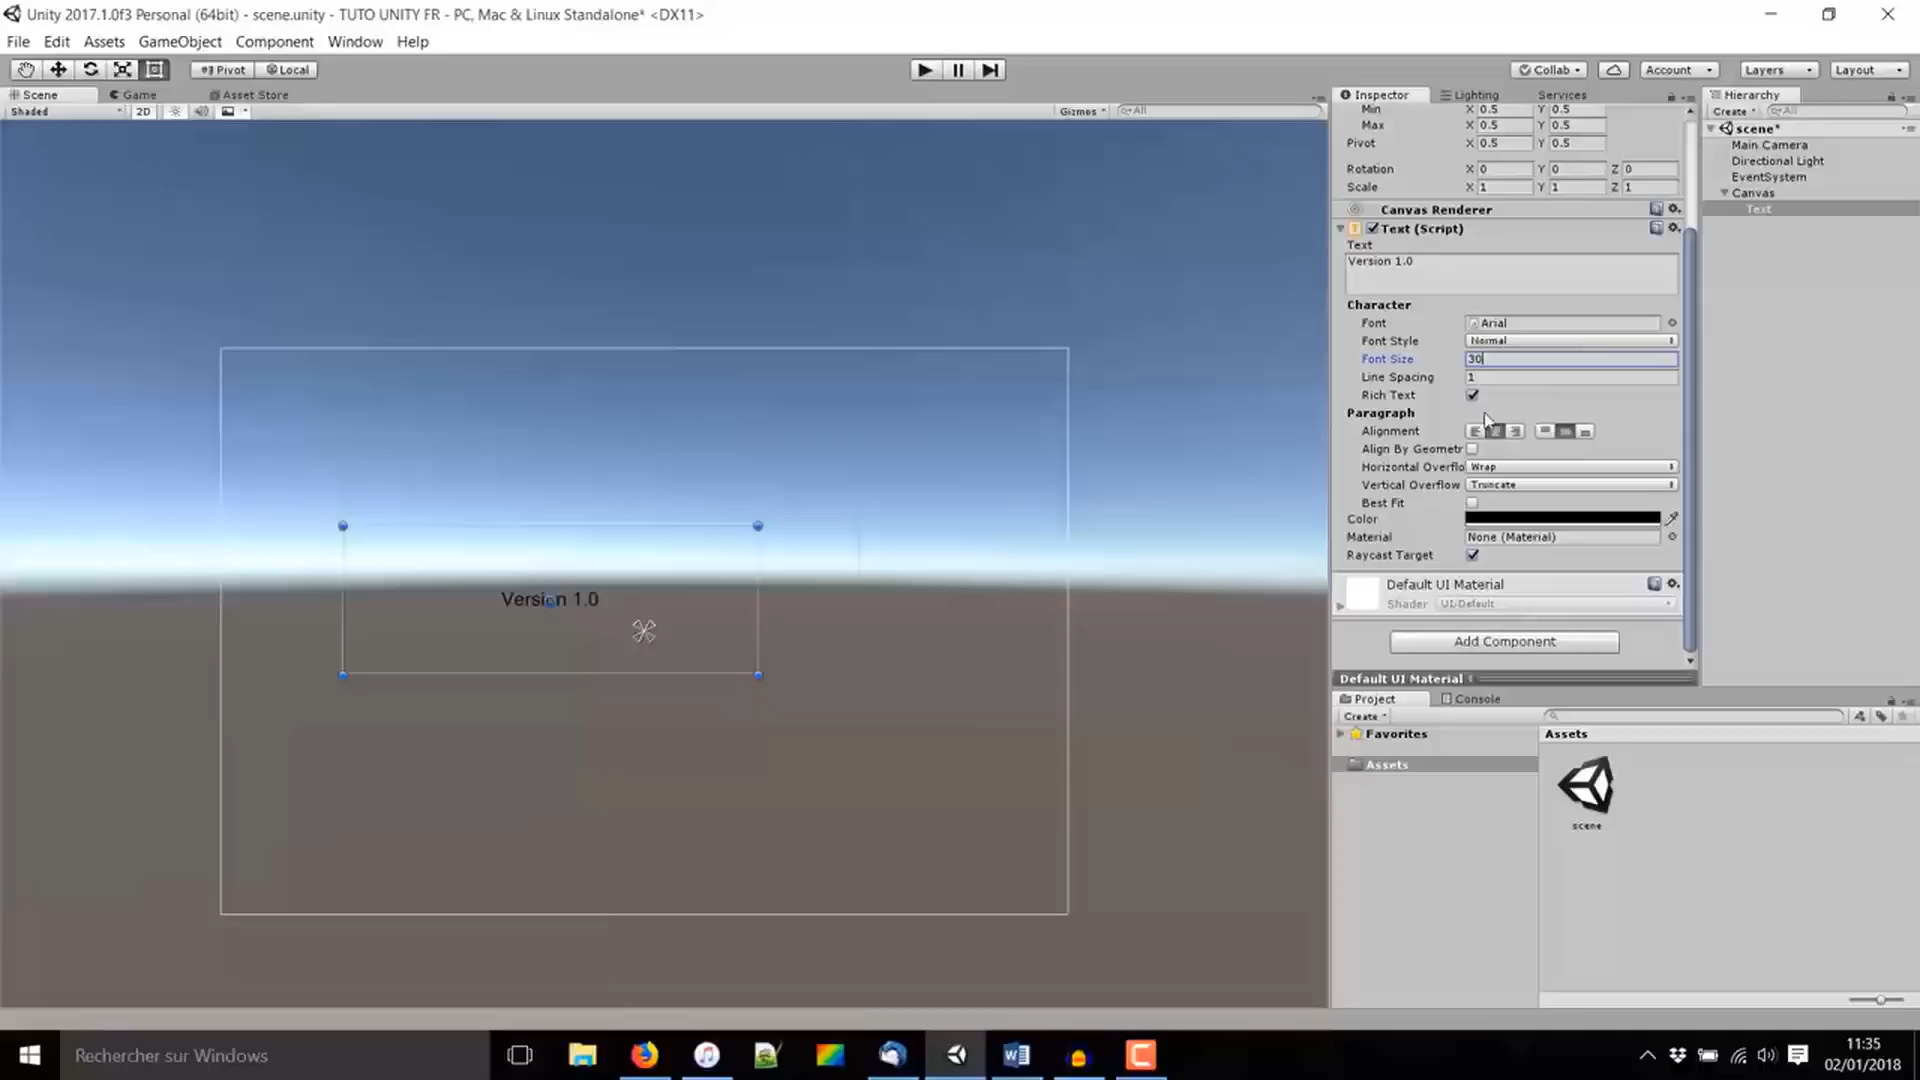 Unity 2017.1.0f3 Personal (64bit) - scene.unity - TUTO UNITY FR - PC, Mac & Linux Standalone* <DX11>
File Edit Assets GameObject Component Window Help
Pivot Local Collab Account Layers Layout
Scene Game Asset Store
Shaded 2D Gizmos All
Version 1.0
Inspector Lighting Services
Min X 0.5 Y 0.5
Max X 0.5 Y 0.5
Pivot X 0.5 Y 0.5
Rotation X 0 Y 0 Z 0
Scale X 1 Y 1 Z 1
Canvas Renderer
Text (Script)
Text
Version 1.0
Character
Font Arial
Font Style Normal
Font Size 30
Line Spacing 1
Rich Text
Paragraph
Alignment
Align By Geometr
Horizontal Overflo Wrap
Vertical Overflow Truncate
Best Fit
Color
Material None (Material)
Raycast Target
Default UI Material
Shader UI/Default
Add Component
Default UI Material
Hierarchy
Create All
scene*
Main Camera
Directional Light
EventSystem
Canvas
Text
Project Console
Create
Favorites
Assets
Assets
scene
Rechercher sur Windows
11:35
02/01/2018